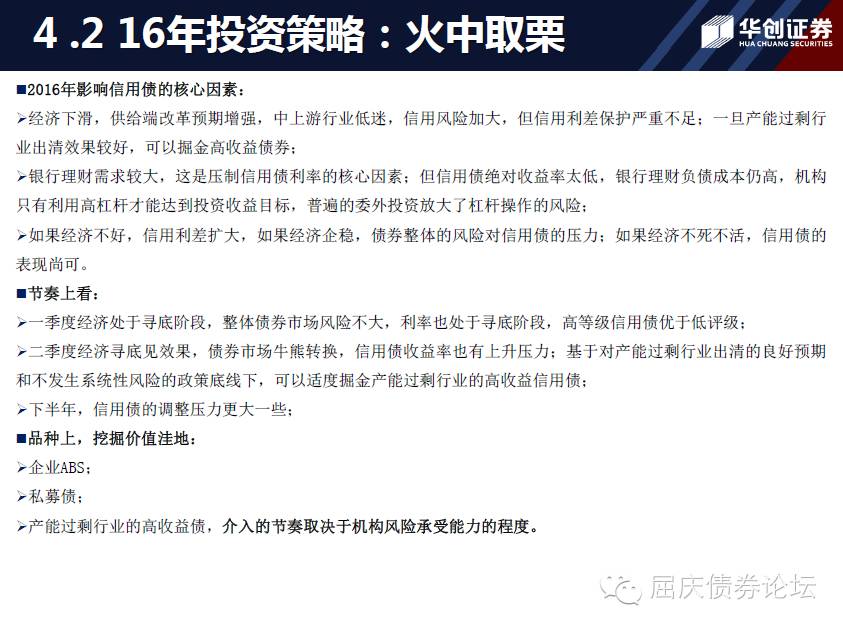 4 .2 16年投资策略：火中取栗
华创证券
HUA CHUANG SECURITIES
■2016年影响信用债的核心因素：
➢经济下滑，供给端改革预期增强，中上游行业低迷，信用风险加大，但信用利差保护严重不足；一旦产能过剩行
业出清效果较好，可以掘金高收益债券；
➢银行理财需求较大，这是压制信用债利率的核心因素；但信用债绝对收益率太低，银行理财负债成本仍高，机构
只有利用高杠杆才能达到投资收益目标，普遍的委外投资放大了杠杆操作的风险；
➢如果经济不好，信用利差扩大，如果经济企稳，债券整体的风险对信用债的压力；如果经济不死不活，信用债的
表现尚可。
■节奏上看：
➢一季度经济处于寻底阶段，整体债券市场风险不大，利率也处于寻底阶段，高等级信用债优于低评级；
➢二季度经济寻底见效果，债券市场牛熊转换，信用债收益率也有上升压力；基于对产能过剩行业出清的良好预期
和不发生系统性风险的政策底线下，可以适度掘金产能过剩行业的高收益信用债；
➢下半年，信用债的调整压力更大一些；
■品种上，挖掘价值洼地：
➢企业ABS；
➢私募债；
➢产能过剩行业的高收益债，介入的节奏取决于机构风险承受能力的程度。
屈庆债券论坛